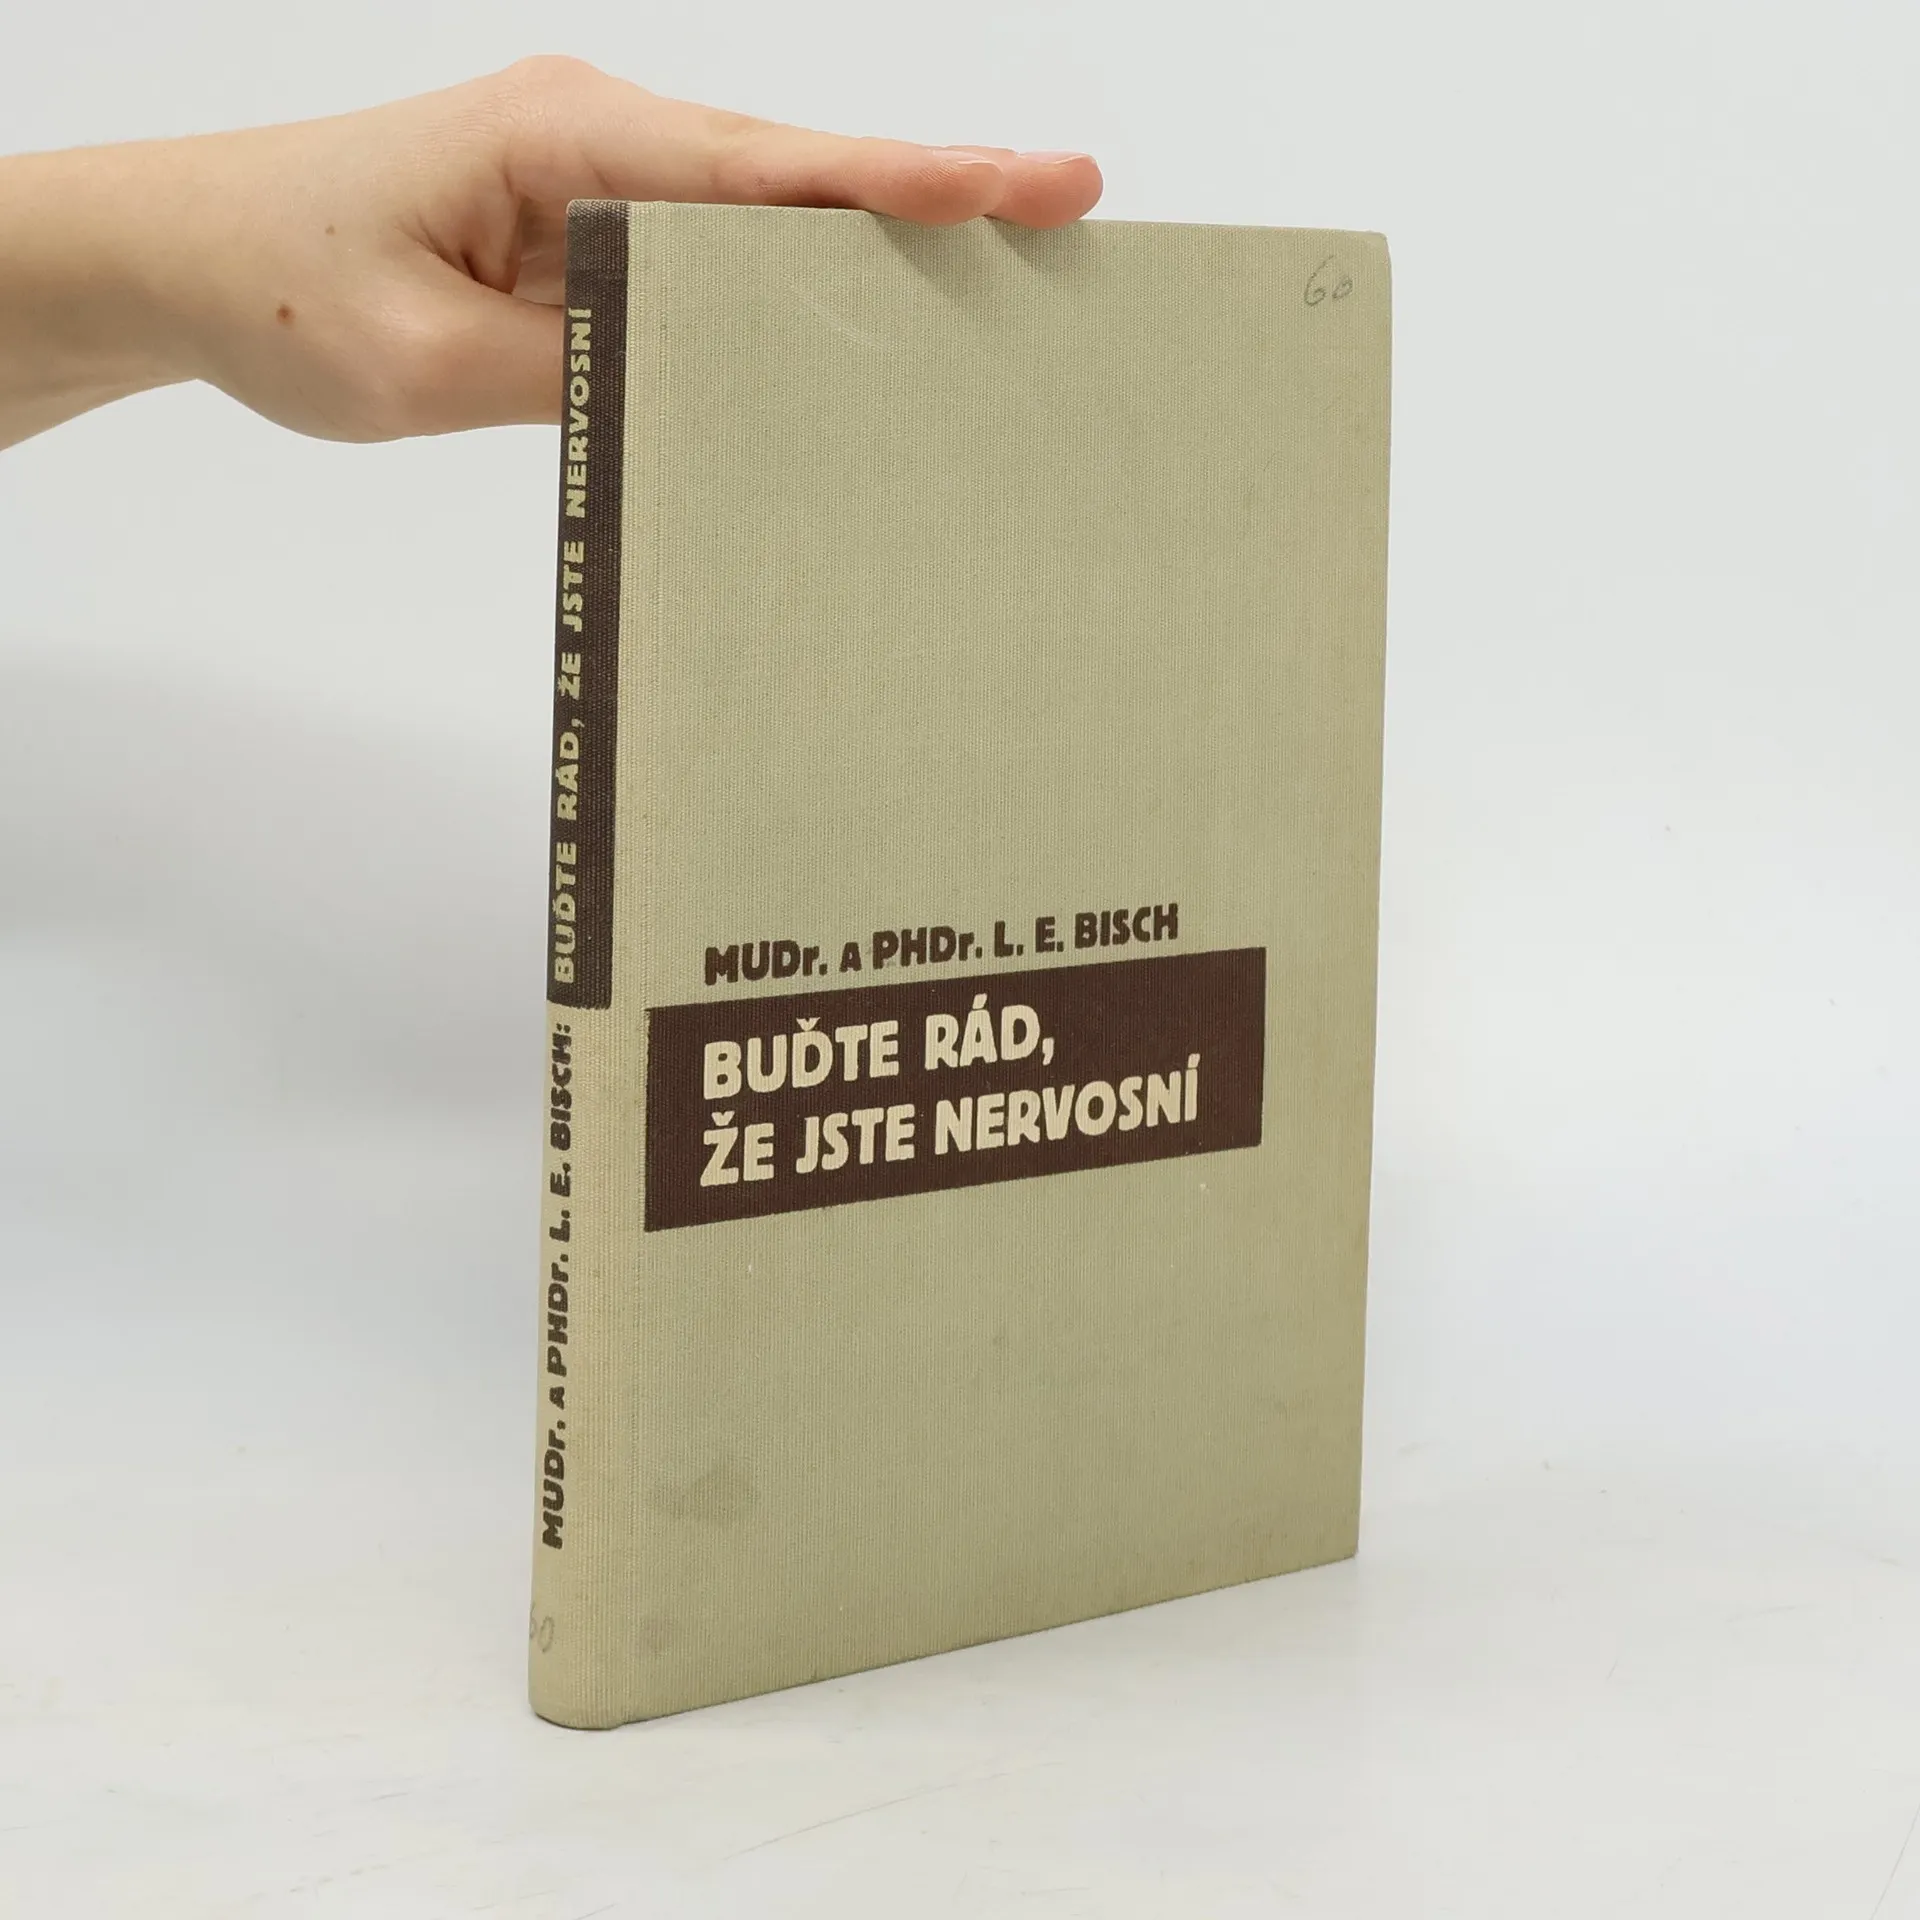 60
MUDr. A PHDr. L. E. BISCH
BUĎTE RÁD,
ŽE JSTE NERVOSNÍ
MUDr. A PHDr. L. E. BISCH: BUĎTE RÁD, ŽE JSTE NERVOSNÍ
60